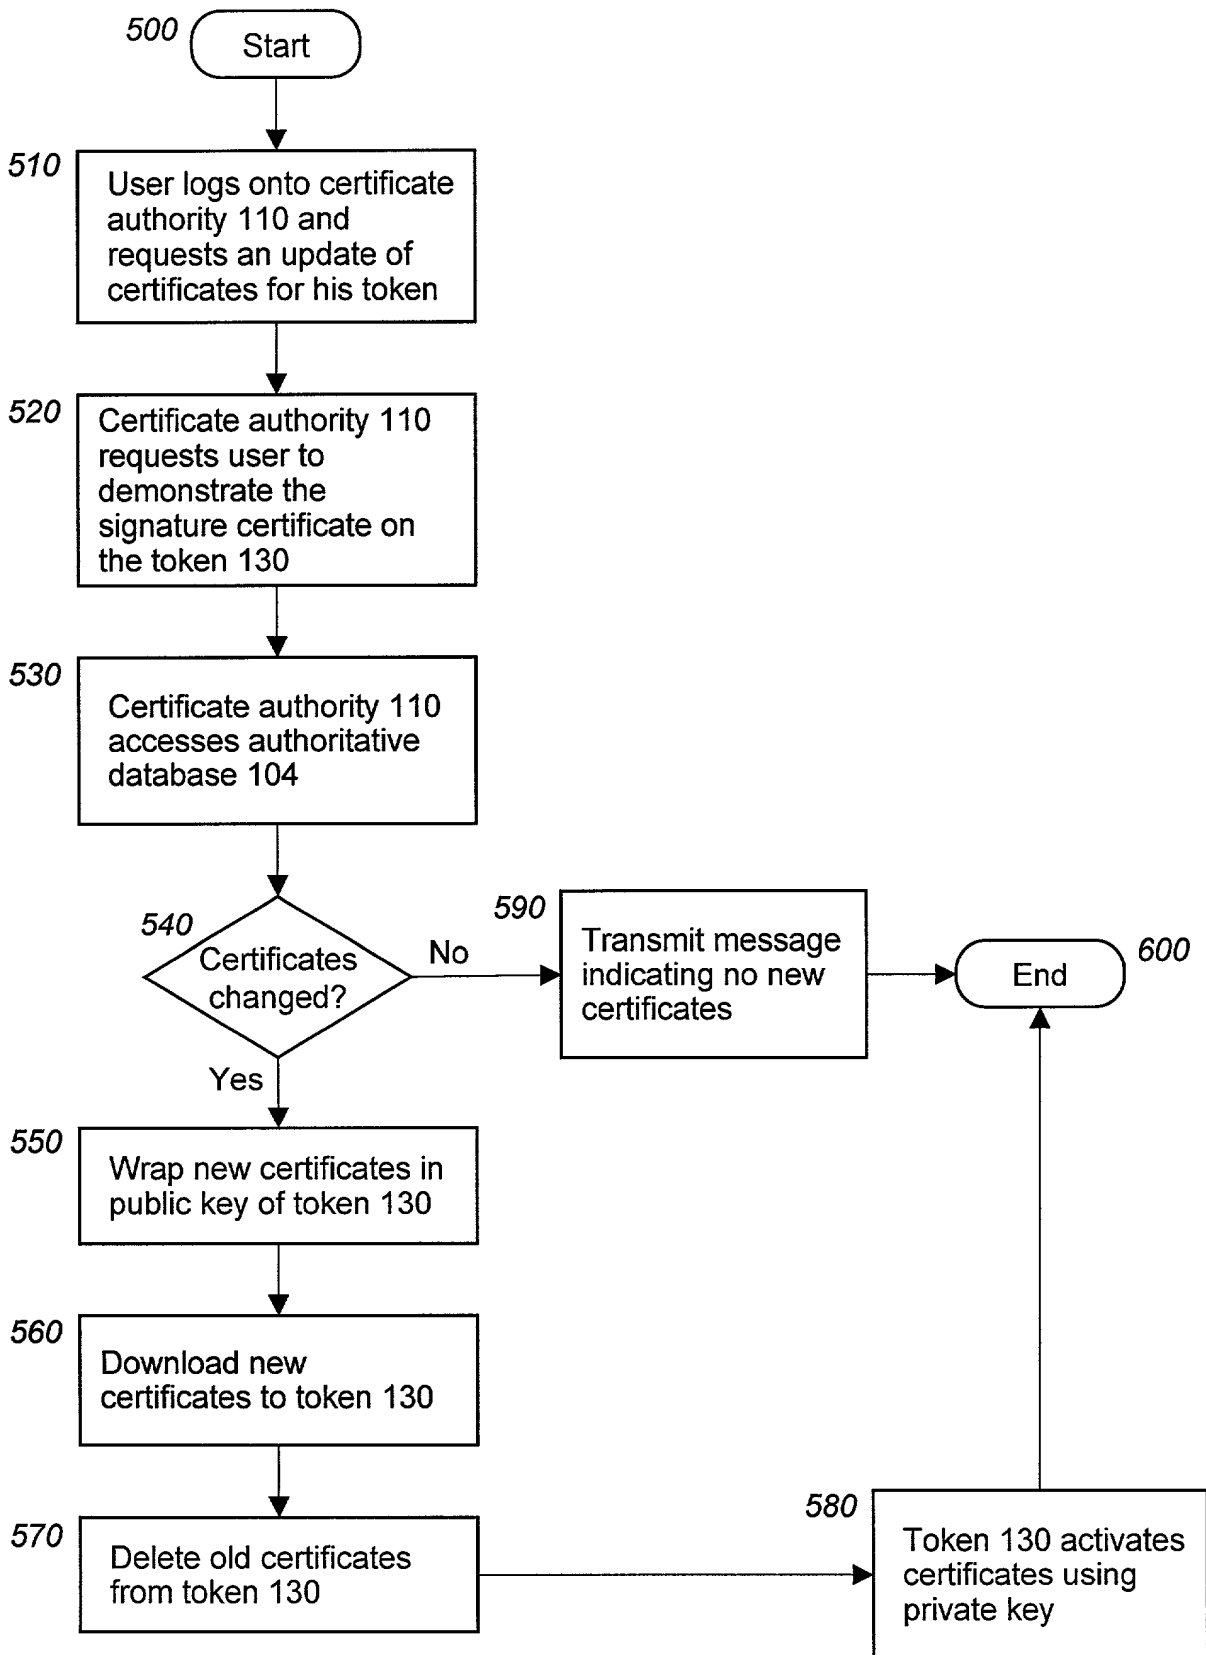 500
Start
510
User logs onto certificate
authority 110 and
requests an update of
certificates for his token
520
Certificate authority 110
requests user to
demonstrate the
signature certificate on
the token 130
530
Certificate authority 110
accesses authoritative
database 104
540
Certificates
changed?
No
590
Transmit message
indicating no new
certificates
End
600
Yes
550
Wrap new certificates in
public key of token 130
560
Download new
certificates to token 130
570
Delete old certificates
from token 130
580
Token 130 activates
certificates using
private key